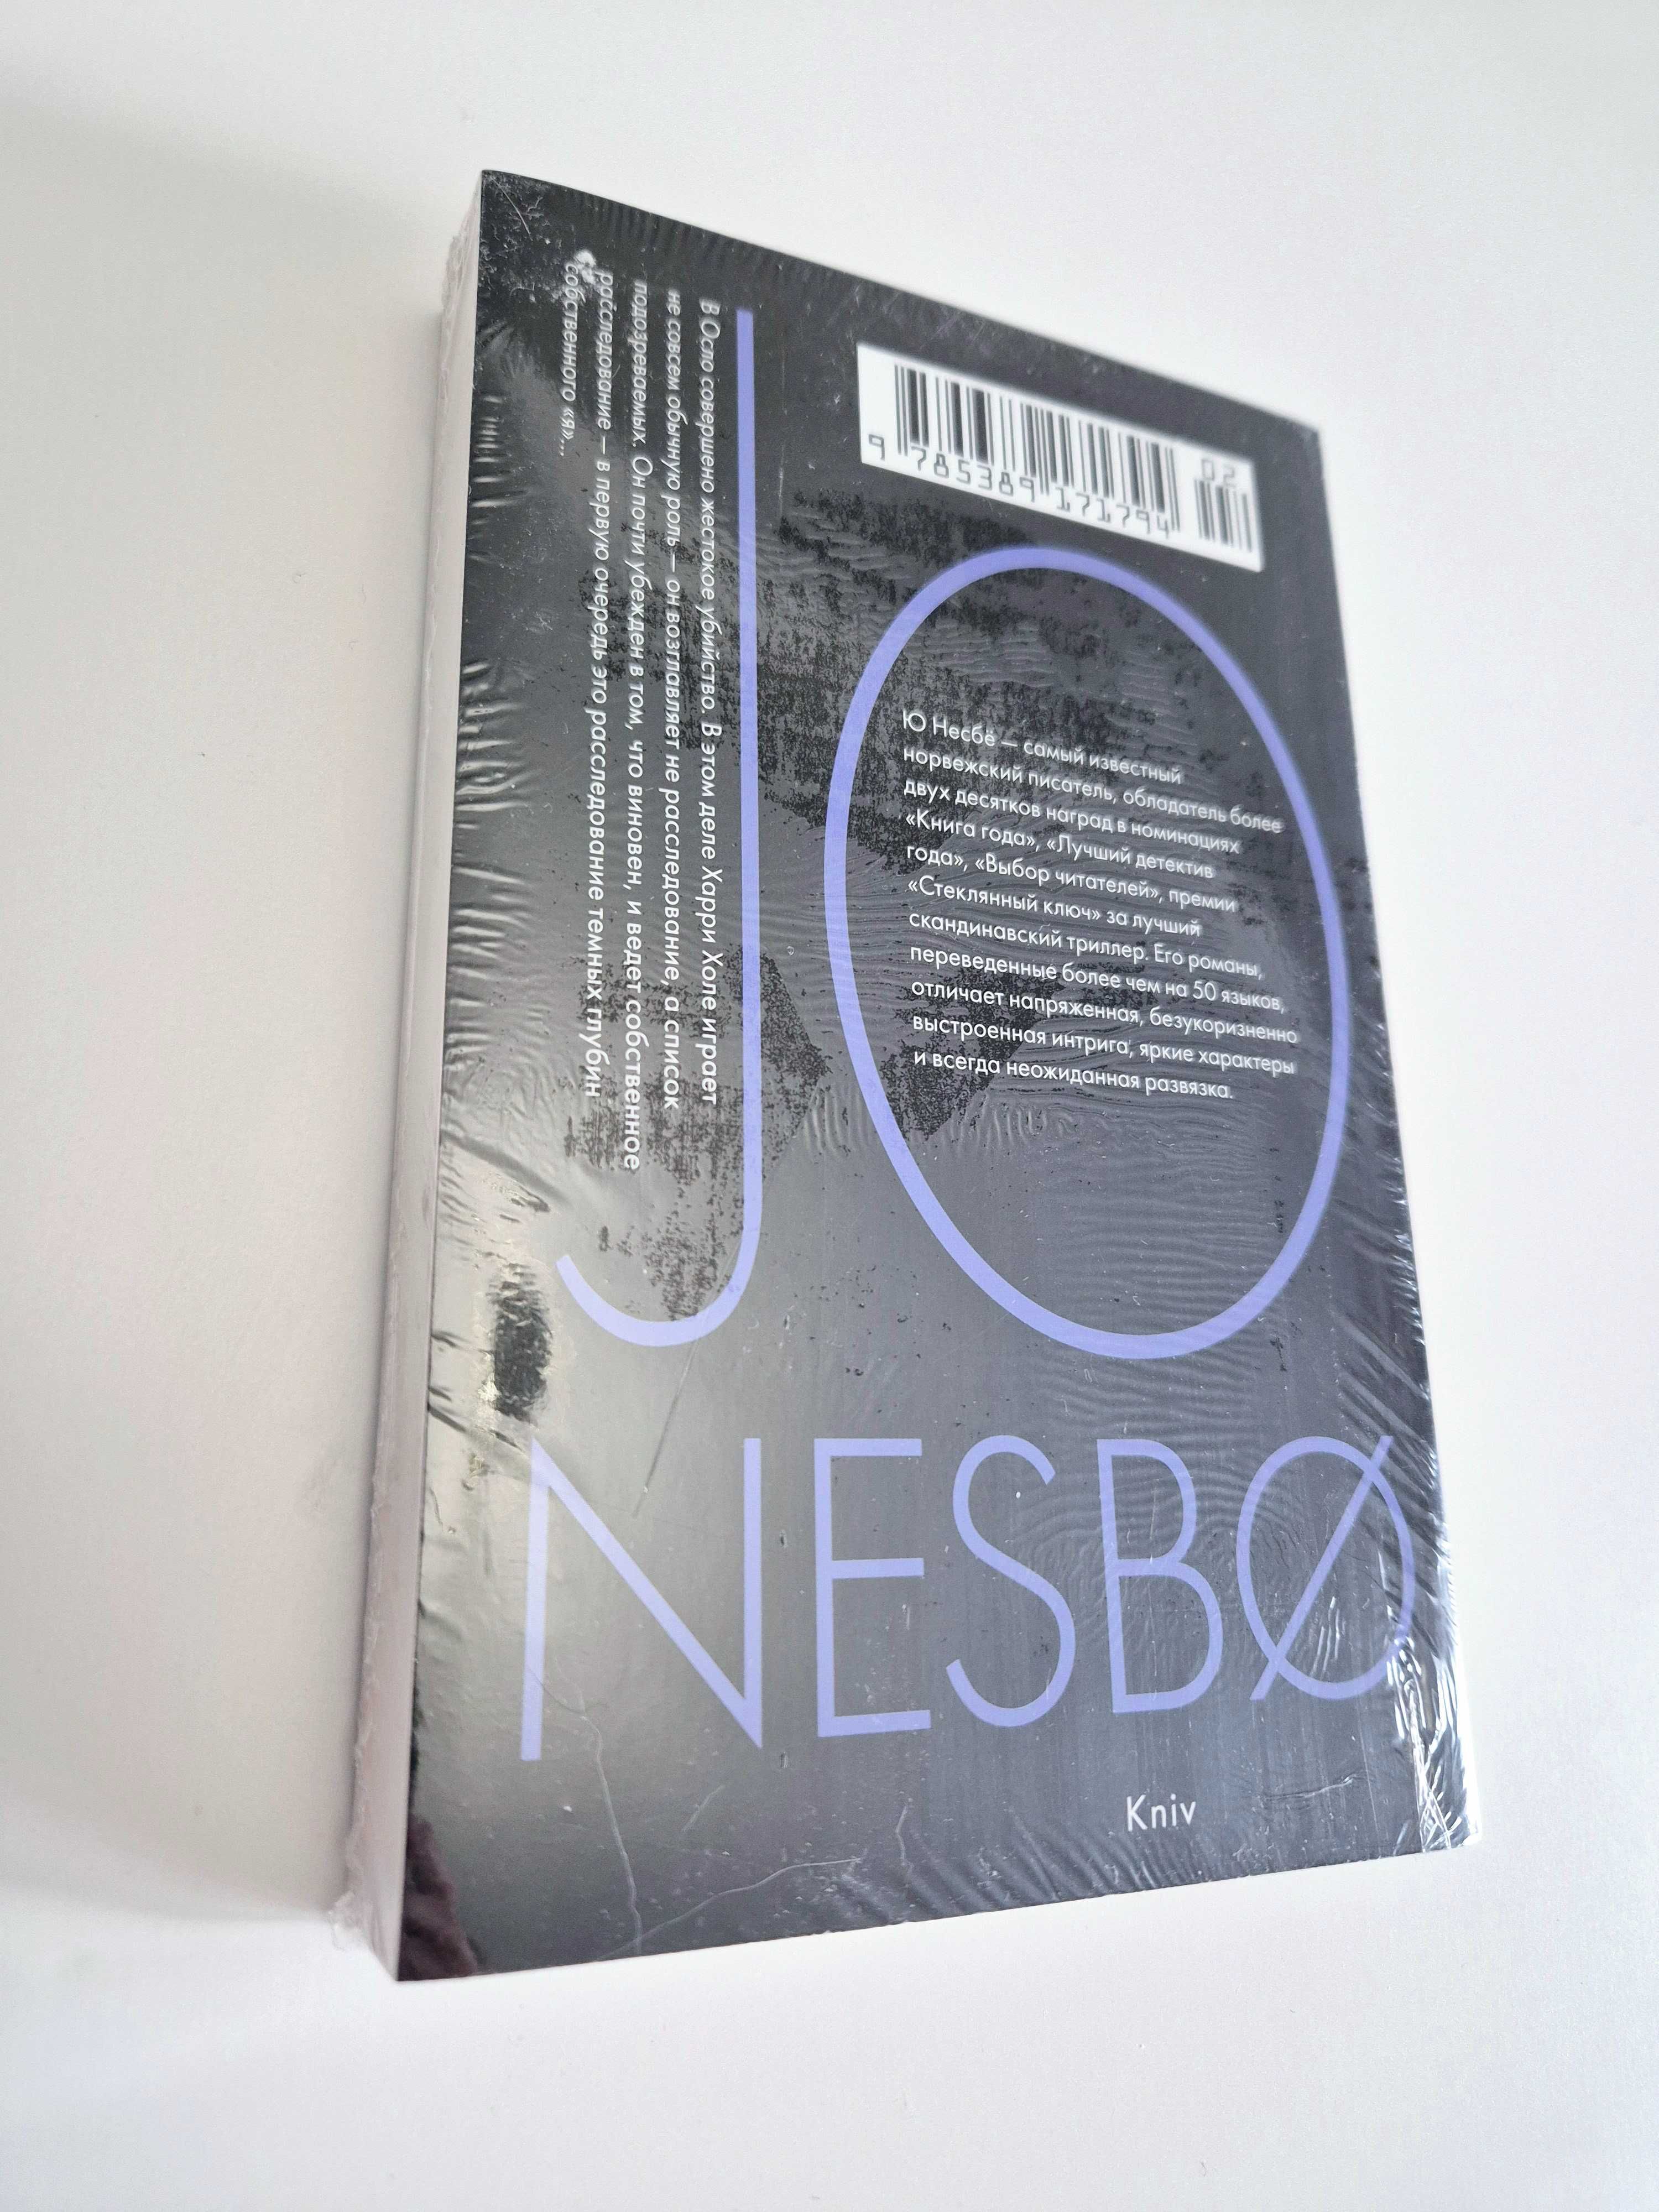 9 785389 171794
02
В Осло совершено жестокое убийство. В этом деле Харри Холе играет
не совсем обычную роль — он возглавляет не расследование, а список
подозреваемых. Он почти убежден в том, что виновен, и ведет собственное
расследование — в первую очередь это расследование темных глубин
собственного «я»...
JO
Ю Несбё — самый известный
норвежский писатель, обладатель более
двух десятков наград в номинациях
«Книга года», «Лучший детектив
года», «Выбор читателей», премии
«Стеклянный ключ» за лучший
скандинавский триллер. Его романы,
переведенные более чем на 50 языков,
отличает напряженная, безукоризненно
выстроенная интрига, яркие характеры
и всегда неожиданная развязка.
NESBØ
Kniv